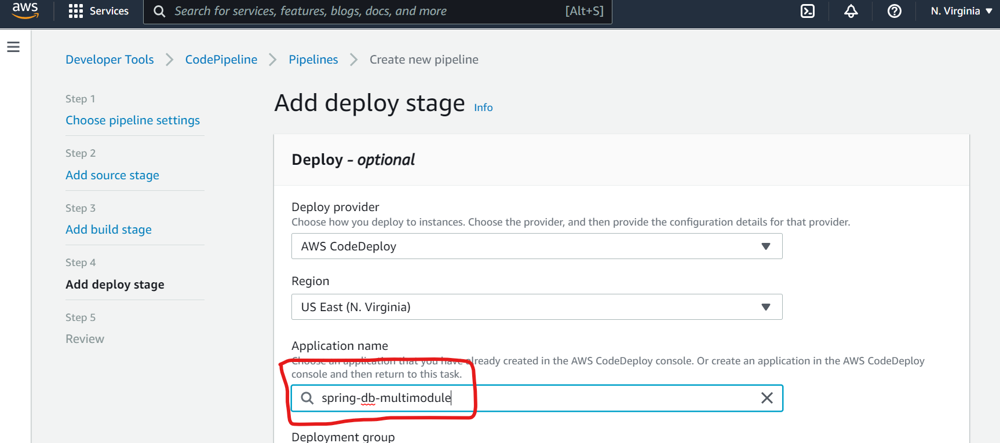 aws Services Search for services, features, blogs, docs, and more [Alt+S] N. Virginia
Developer Tools CodePipeline Pipelines Create new pipeline
Step 1
Choose pipeline settings
Step 2
Add source stage
Step 3
Add build stage
Step 4
Add deploy stage
Step 5
Review
Add deploy stage Info
Deploy - optional
Deploy provider
Choose how you deploy to instances. Choose the provider, and then provide the configuration details for that provider.
AWS CodeDeploy
Region
US East (N. Virginia)
Application name
Choose an application that you have already created in the AWS CodeDeploy console. Or create an application in the AWS CodeDeploy
console and then return to this task.
spring-db-multimodule
Deployment group